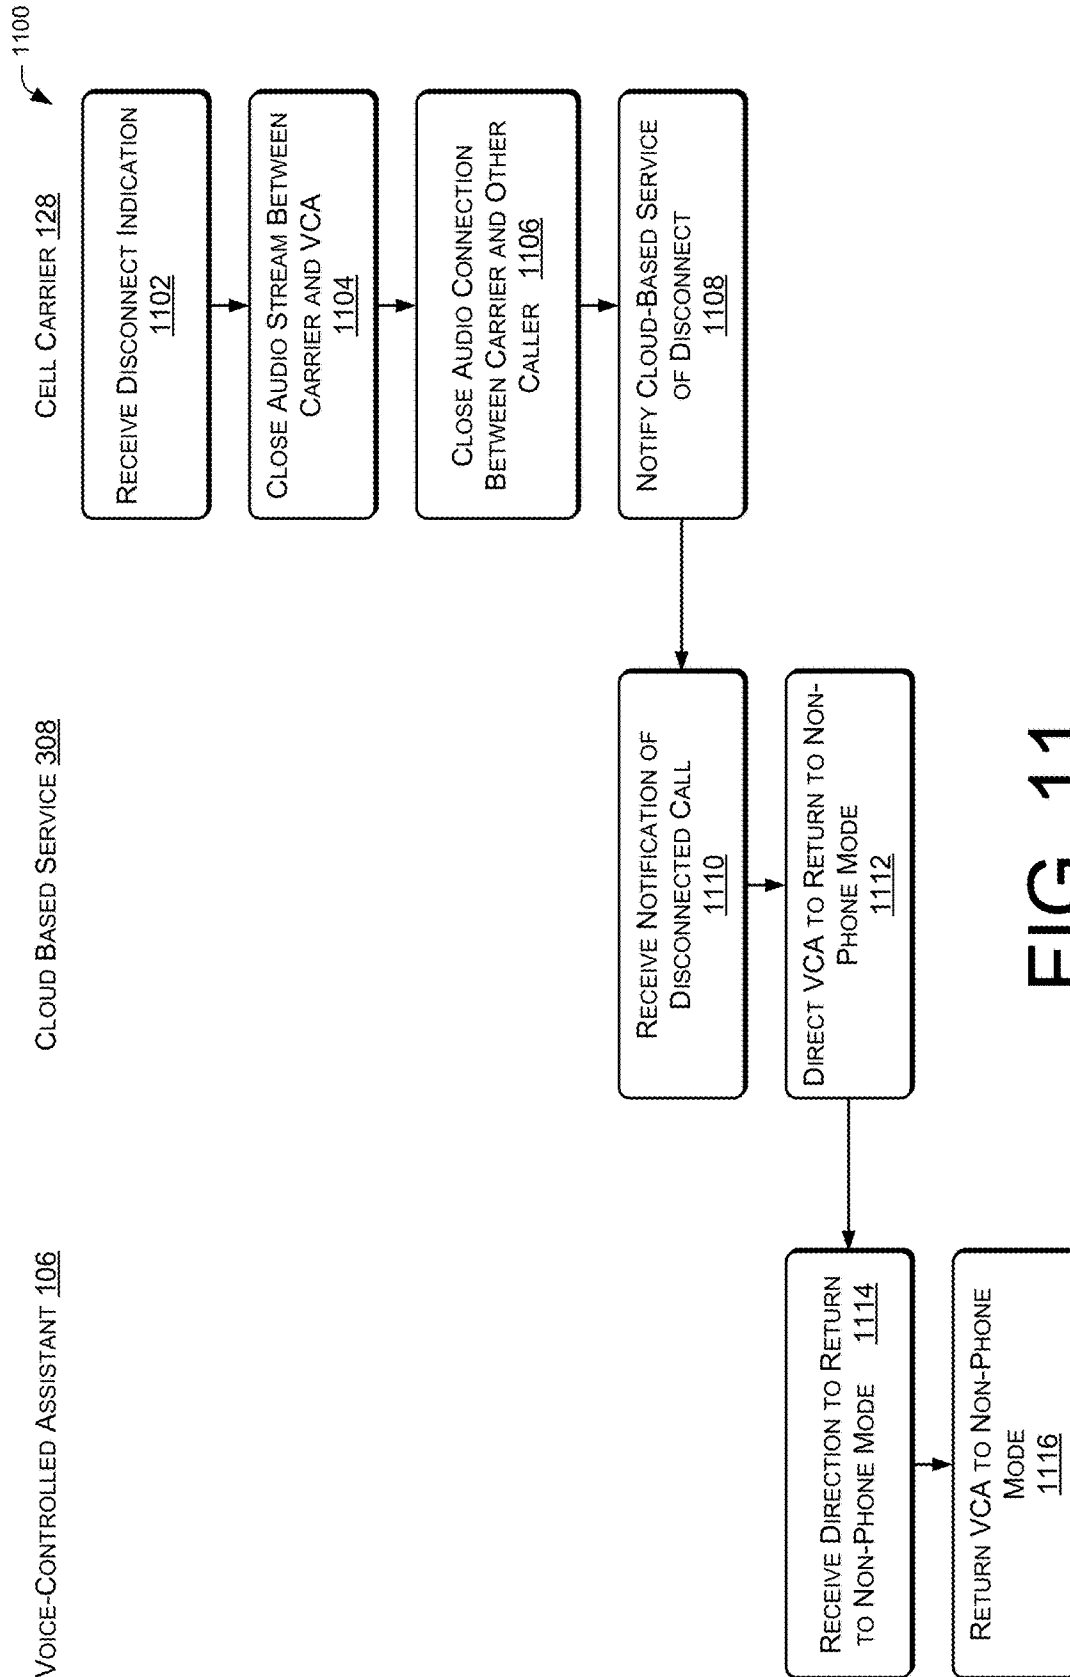 1100
VOICE-CONTROLLED ASSISTANT 106
CLOUD BASED SERVICE 308
CELL CARRIER 128
RECEIVE DISCONNECT INDICATION
1102
CLOSE AUDIO STREAM BETWEEN
CARRIER AND VCA
1104
CLOSE AUDIO CONNECTION
BETWEEN CARRIER AND OTHER
CALLER 1106
NOTIFY CLOUD-BASED SERVICE
OF DISCONNECT
1108
RECEIVE NOTIFICATION OF
DISCONNECTED CALL
1110
DIRECT VCA TO RETURN TO NON-
PHONE MODE
1112
RECEIVE DIRECTION TO RETURN
TO NON-PHONE MODE 1114
RETURN VCA TO NON-PHONE
MODE
1116
FIG. 11